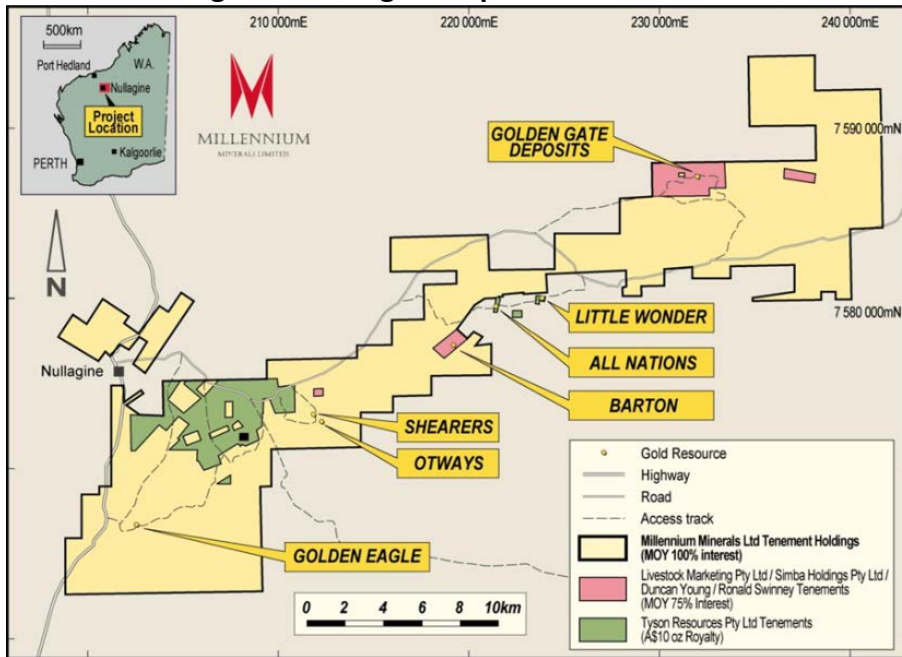 210 000mE
220 000mE
230 000mE
240 000mE
500km
Port Hedland
W.A.
Nullagine
Project
Location
Kalgoorlie
PERTH
MILLENNIUM
MINERALS LIMITED
GOLDEN GATE
DEPOSITS
7 590 000mN
N
7 580 000mN
LITTLE WONDER
Nullagine
ALL NATIONS
BARTON
SHEARERS
OTWAYS
GOLDEN EAGLE
0 2 4 6 8 10km
Gold Resource
Highway
Road
Access track
Millennium Minerals Ltd Tenement Holdings
(MOY 100% interest)
Livestock Marketing Pty Ltd / Simba Holdings Pty Ltd /
Duncan Young / Ronald Swinney Tenements
(MOY 75% Interest)
Tyson Resources Pty Ltd Tenements
(A$10 oz Royalty)